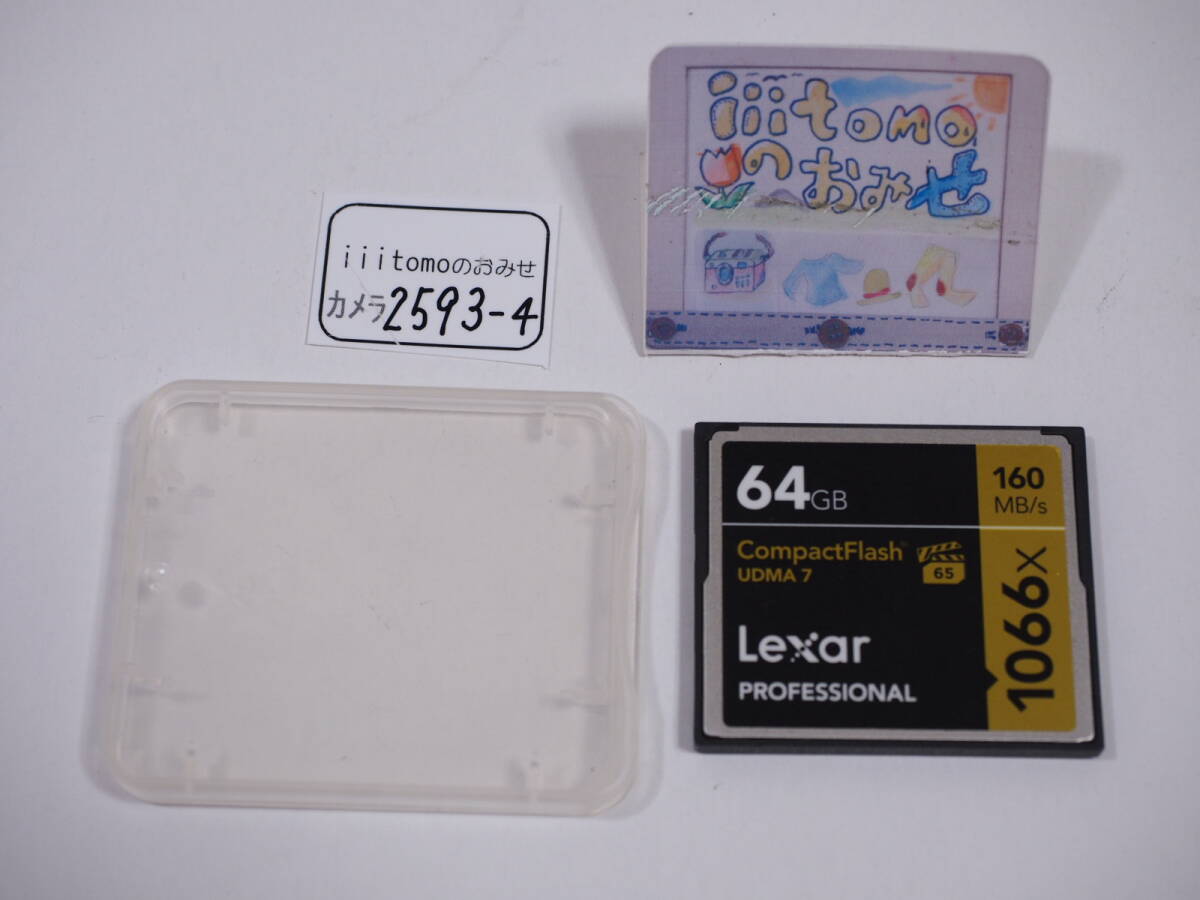 iiitomo
のおみせ
iiitomoのおみせ
カメラ2593-4
64GB
160
MB/s
CompactFlash
UDMA 7
65
1066x
Lexar
PROFESSIONAL